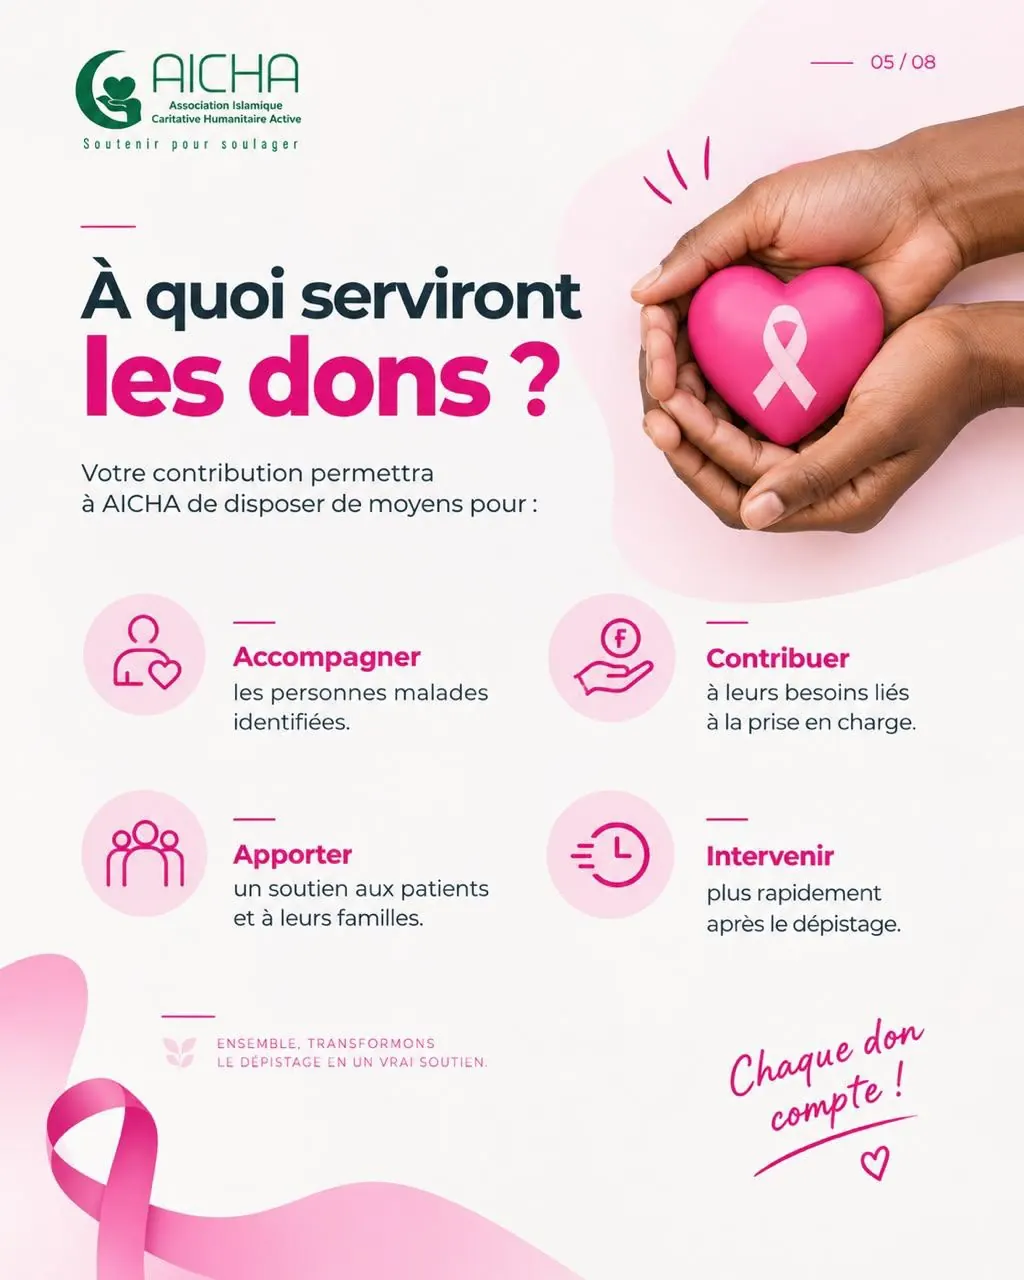 AICHA
Association Islamique
Caritative Humanitaire Active
Soutenir pour soulager
05 / 08
À quoi serviront
les dons ?
Votre contribution permettra
à AICHA de disposer de moyens pour :
Accompagner
les personnes malades
identifiées.
Contribuer
à leurs besoins liés
à la prise en charge.
Apporter
un soutien aux patients
et à leurs familles.
Intervenir
plus rapidement
après le dépistage.
ENSEMBLE, TRANSFORMONS
LE DÉPISTAGE EN UN VRAI SOUTIEN.
Chaque don
compte !